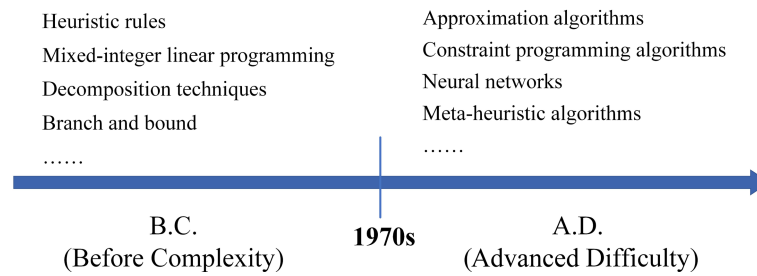 Heuristic rules
Mixed-integer linear programming
Decomposition techniques
Branch and bound
……
Approximation algorithms
Constraint programming algorithms
Neural networks
Meta-heuristic algorithms
……
B.C.
(Before Complexity)
1970s
A.D.
(Advanced Difficulty)